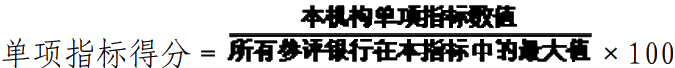 本机构单项指标数值
单项指标得分 = × 100
所有参评银行在本指标中的最大值